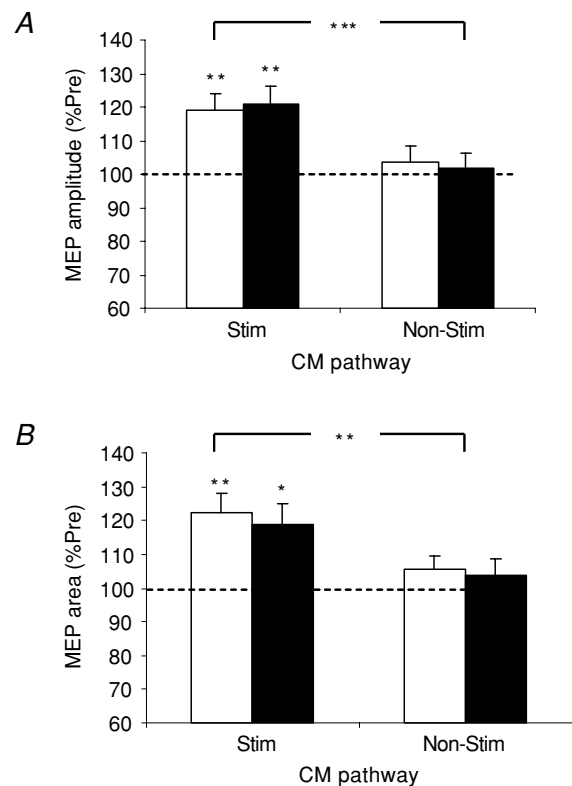 A
***
MEP amplitude (%Pre)
140
130
120
110
100
90
80
70
60
** **
Stim Non-Stim
CM pathway
B
**
MEP area (%Pre)
140
130
120
110
100
90
80
70
60
** *
Stim Non-Stim
CM pathway